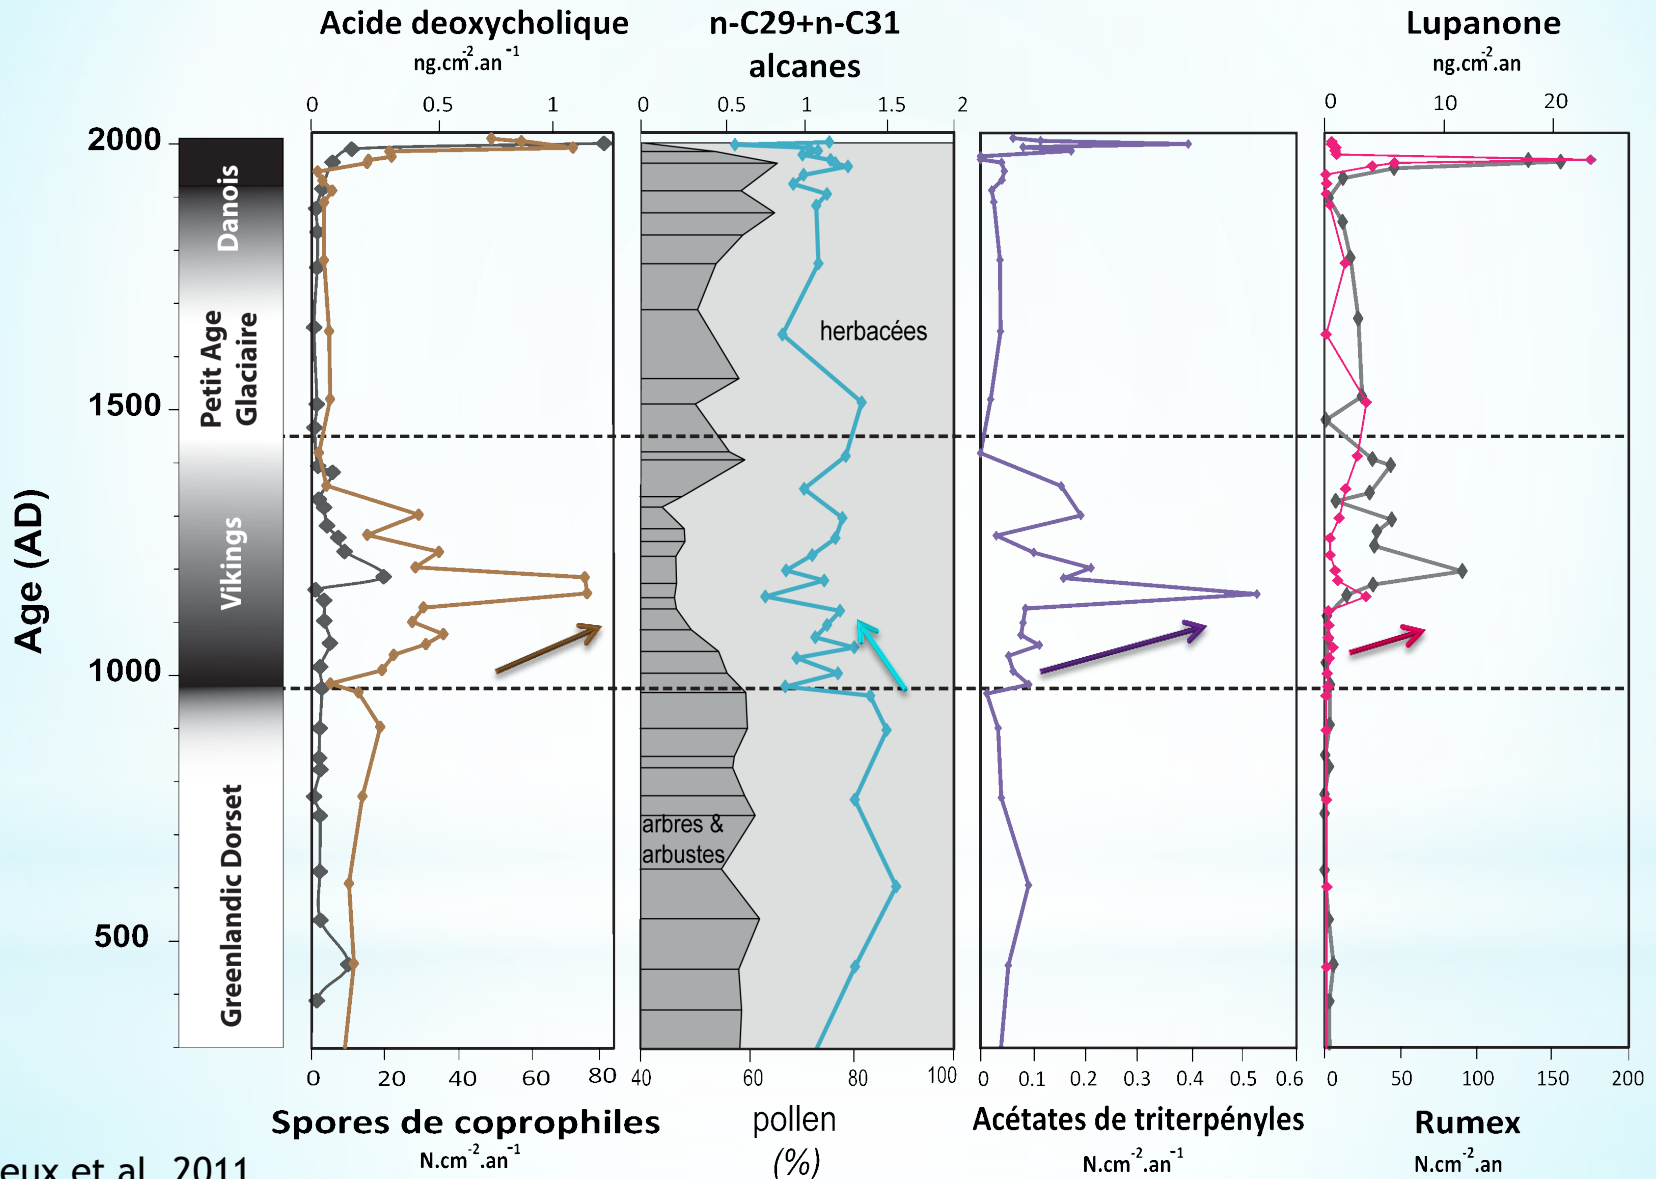 Acide deoxycholique
ng.cm-2.an-1
0 0.5 1
n-C29+n-C31
alcanes
0 0.5 1 1.5 2
Lupanone
ng.cm-2.an
0 10 20
Age (AD)
2000
1500
1000
500
Danois
Petit Age
Glaciaire
Vikings
Greenlandic Dorset
herbacées
arbres &
arbustes
0 20 40 60 80
Spores de coprophiles
N.cm-2.an-1
40 60 80 100
pollen
(%)
0 0.1 0.2 0.3 0.4 0.5 0.6
Acétates de triterpényles
N.cm-2.an-1
0 50 100 150 200
Rumex
N.cm-2.an
eux et al, 2011